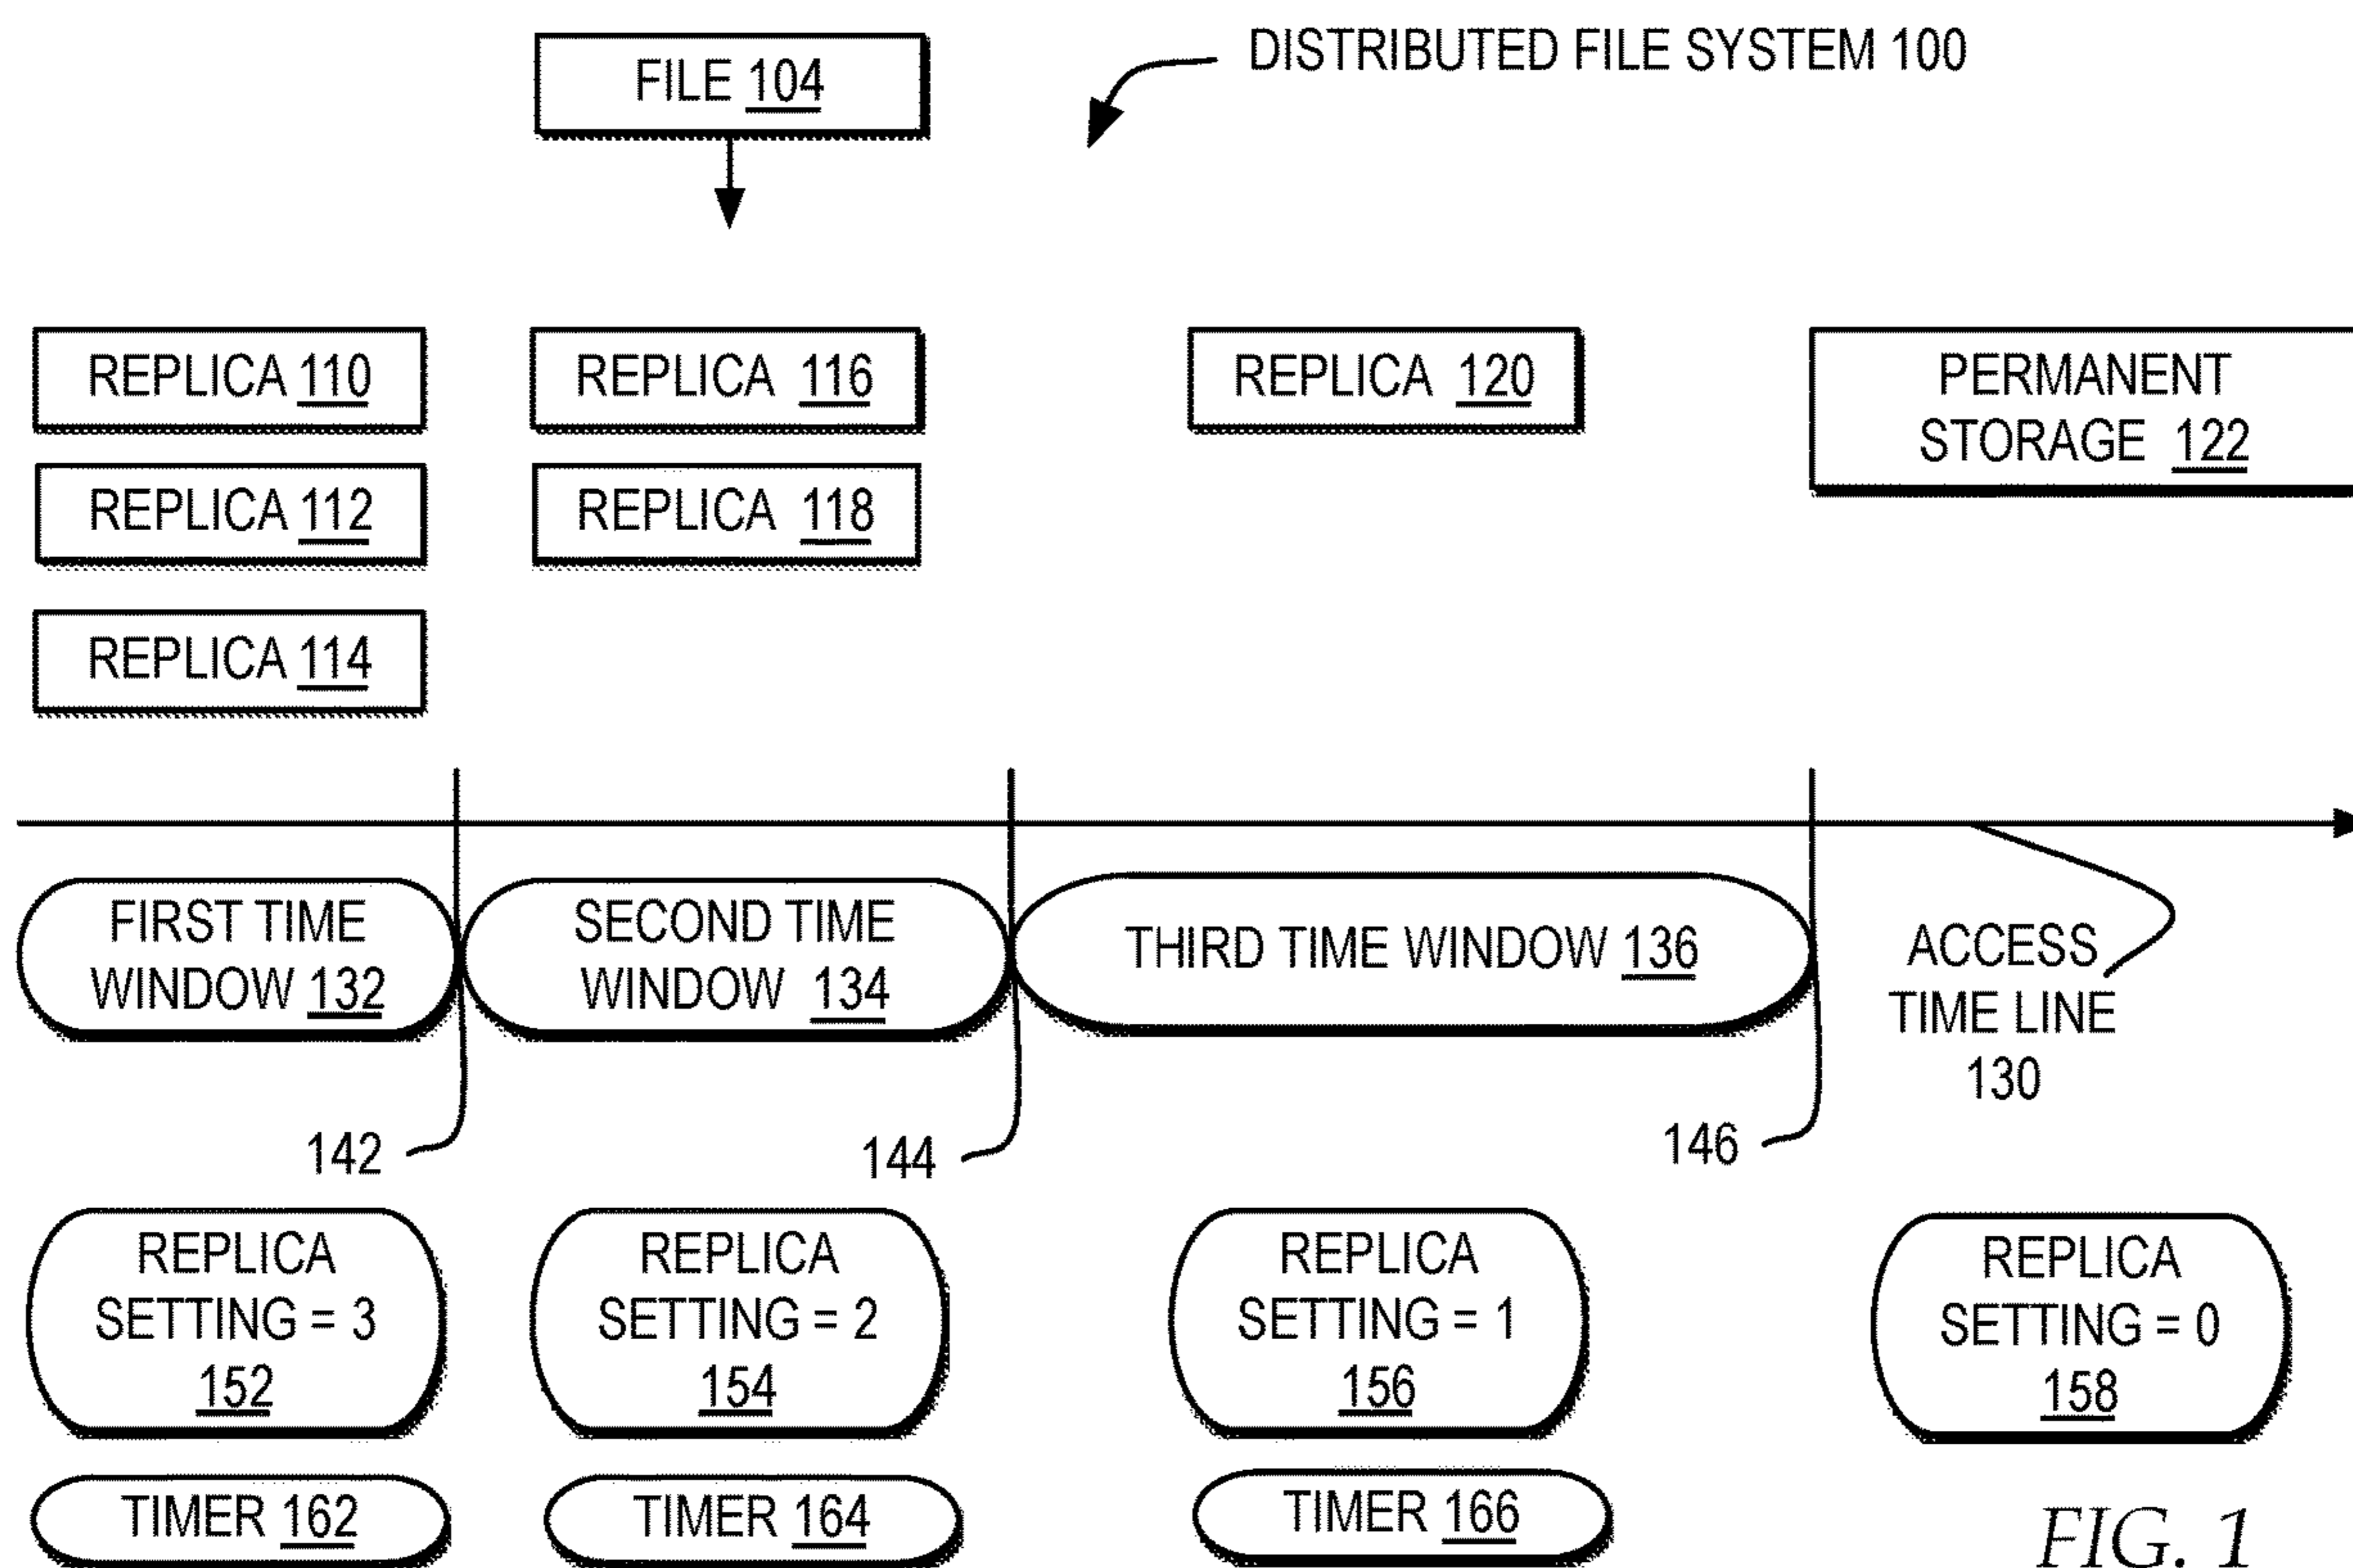 FILE 104
DISTRIBUTED FILE SYSTEM 100
REPLICA 110
REPLICA 116
REPLICA 120
PERMANENT
STORAGE 122
REPLICA 112
REPLICA 118
REPLICA 114
FIRST TIME
WINDOW 132
SECOND TIME
WINDOW 134
THIRD TIME WINDOW 136
ACCESS
TIME LINE
130
142
144
146
REPLICA
SETTING = 3
152
REPLICA
SETTING = 2
154
REPLICA
SETTING = 1
156
REPLICA
SETTING = 0
158
TIMER 162
TIMER 164
TIMER 166
FIG. 1